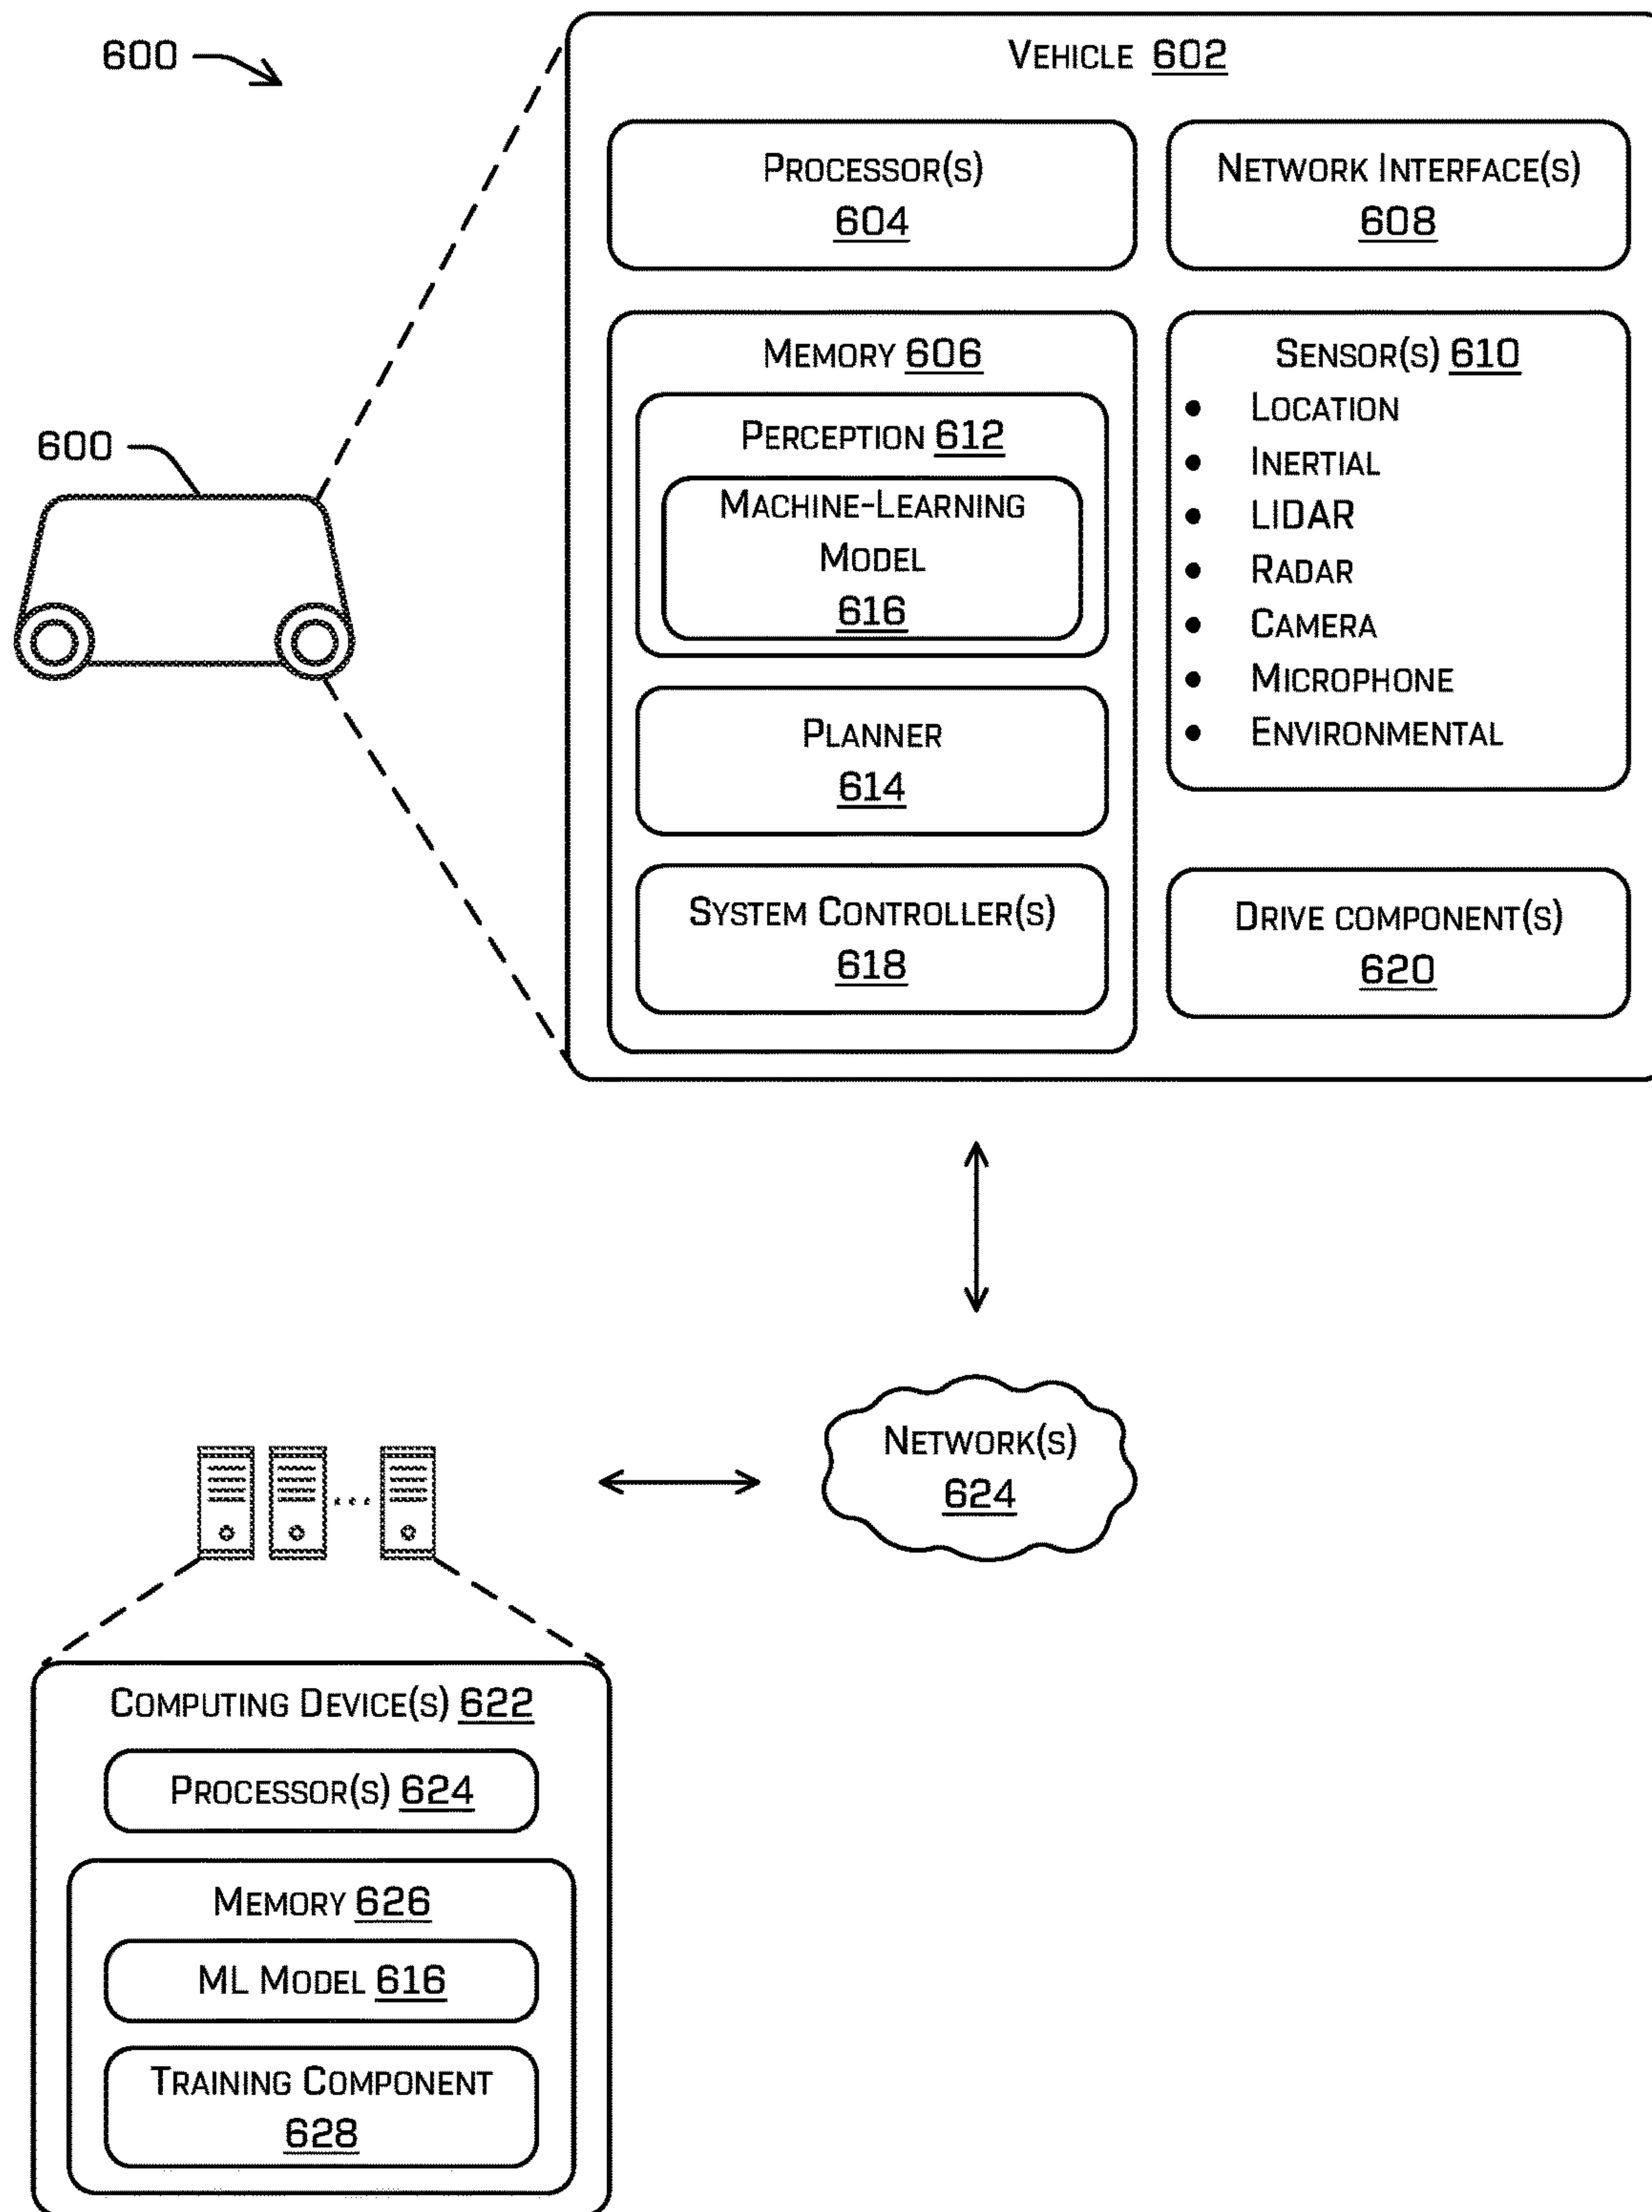 600
VEHICLE 602
PROCESSOR(S)
604
NETWORK INTERFACE(S)
608
MEMORY 606
PERCEPTION 612
MACHINE-LEARNING
MODEL
616
PLANNER
614
SYSTEM CONTROLLER(S)
618
SENSOR(S) 610
• LOCATION
• INERTIAL
• LIDAR
• RADAR
• CAMERA
• MICROPHONE
• ENVIRONMENTAL
DRIVE COMPONENT(S)
620
600
NETWORK(S)
624
...
COMPUTING DEVICE(S) 622
PROCESSOR(S) 624
MEMORY 626
ML MODEL 616
TRAINING COMPONENT
628